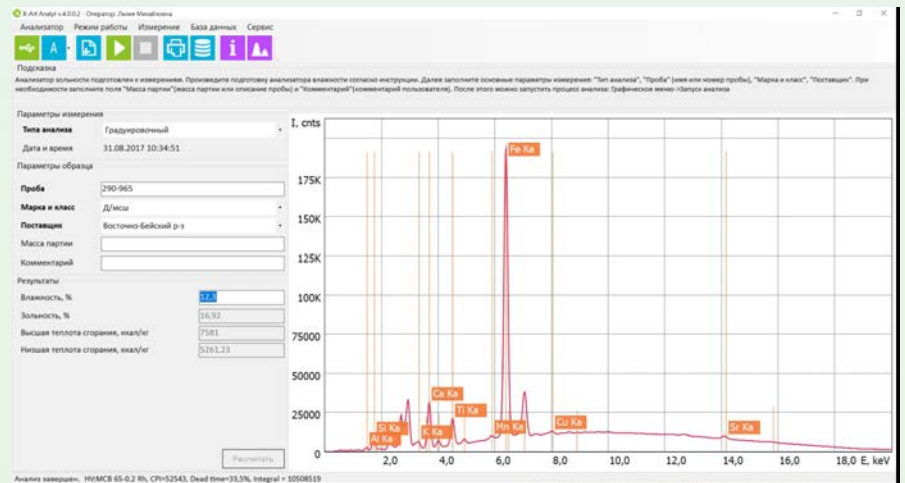 X-Art Analyt v.4.0.0.2 - Оператор: Лилия Михайловна
Анализатор Режим работы Измерение База данных Сервис
Подсказка
Анализатор зольности подготовлен к измерениям. Произведите подготовку анализатора влажности согласно инструкции. Далее заполните основные параметры измерения: "Тип анализа", "Проба" (имя или номер пробы), "Марка и класс", "Поставщик". При
необходимости заполните поля "Масса партии"(масса партии или описание пробы) и "Комментарий"(комментарий пользователя). После этого можно запустить процесс анализа: Графическое меню->Запуск анализа
Параметры измерения
Типа анализа Градуировочный
Дата и время 31.08.2017 10:34:51
Параметры образца
Проба 290-965
Марка и класс Д/мсш
Поставщик Восточно-Бейский р-з
Масса партии
Комментарий
Результаты
Влажность, % 12,3
Зольность, % 16,92
Высшая теплота сгорания, ккал/кг 7581
Низшая теплота сгорания, ккал/кг 5261,23
Рассчитать
I, cnts
175K
150K
125K
100K
75000
50000
25000
0
Fe Ka
Ca Ka
Ti Ka
Si Ka
K Ka
Al Ka
Mn Ka
Cu Ka
Sr Ka
2,0 4,0 6,0 8,0 10,0 12,0 14,0 16,0 18,0 E, keV
Анализ завершен. HV:MCB 65-0.2 Rh, CPI=52543, Dead time=33,5%, Integral = 10508519